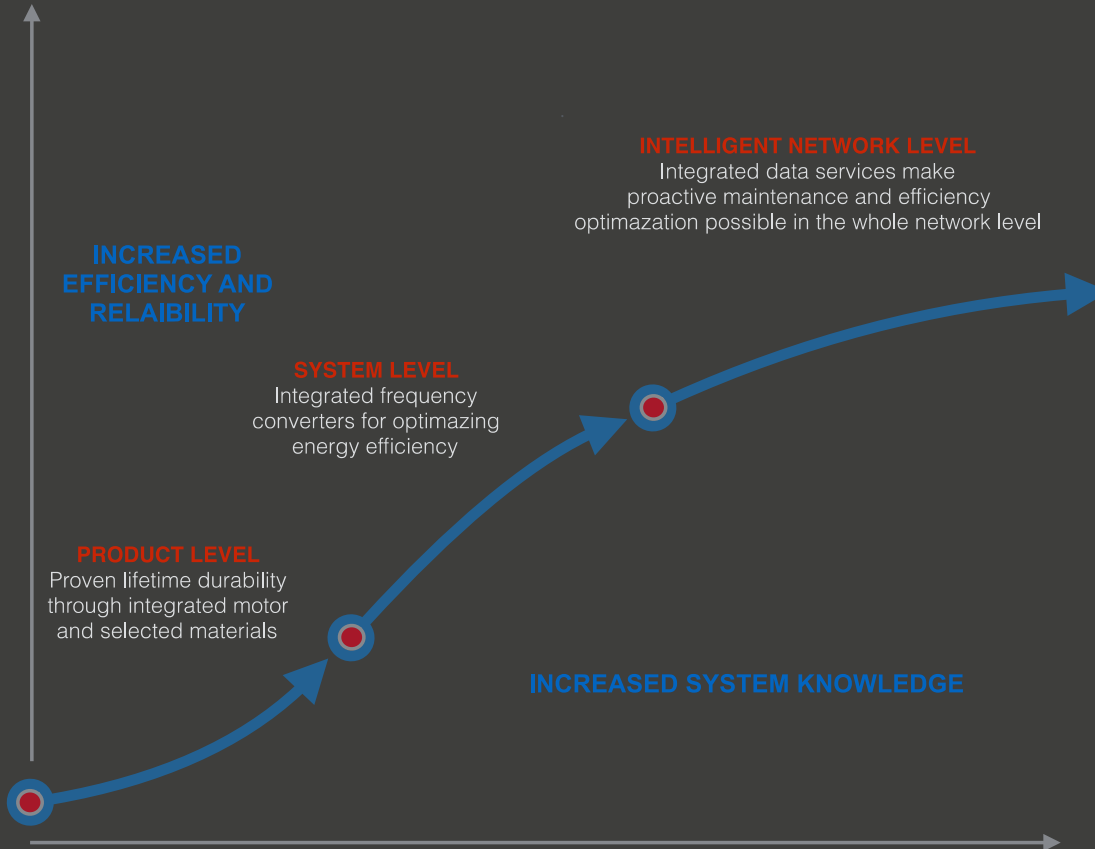 INTELLIGENT NETWORK LEVEL
Integrated data services make
proactive maintenance and efficiency
optimazation possible in the whole network level
INCREASED
EFFICIENCY AND
RELAIBILITY
SYSTEM LEVEL
Integrated frequency
converters for optimazing
energy efficiency
PRODUCT LEVEL
Proven lifetime durability
through integrated motor
and selected materials
INCREASED SYSTEM KNOWLEDGE